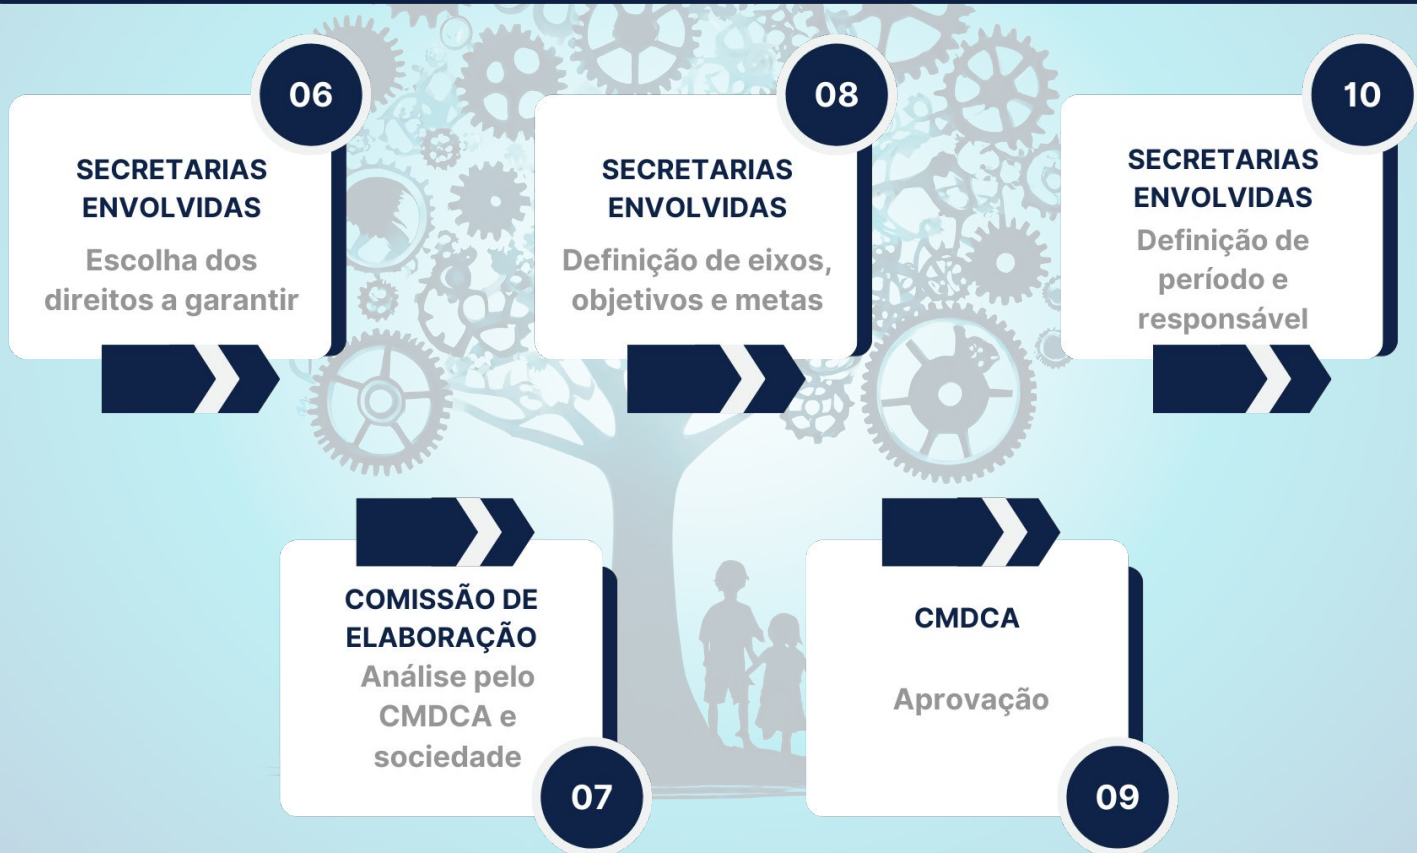 06
SECRETARIAS
ENVOLVIDAS
Escolha dos
direitos a garantir
COMISSÃO DE
ELABORAÇÃO
Análise pelo
CMDCA e
sociedade
07
08
SECRETARIAS
ENVOLVIDAS
Definição de eixos,
objetivos e metas
CMDCA
Aprovação
09
10
SECRETARIAS
ENVOLVIDAS
Definição de
período e
responsável